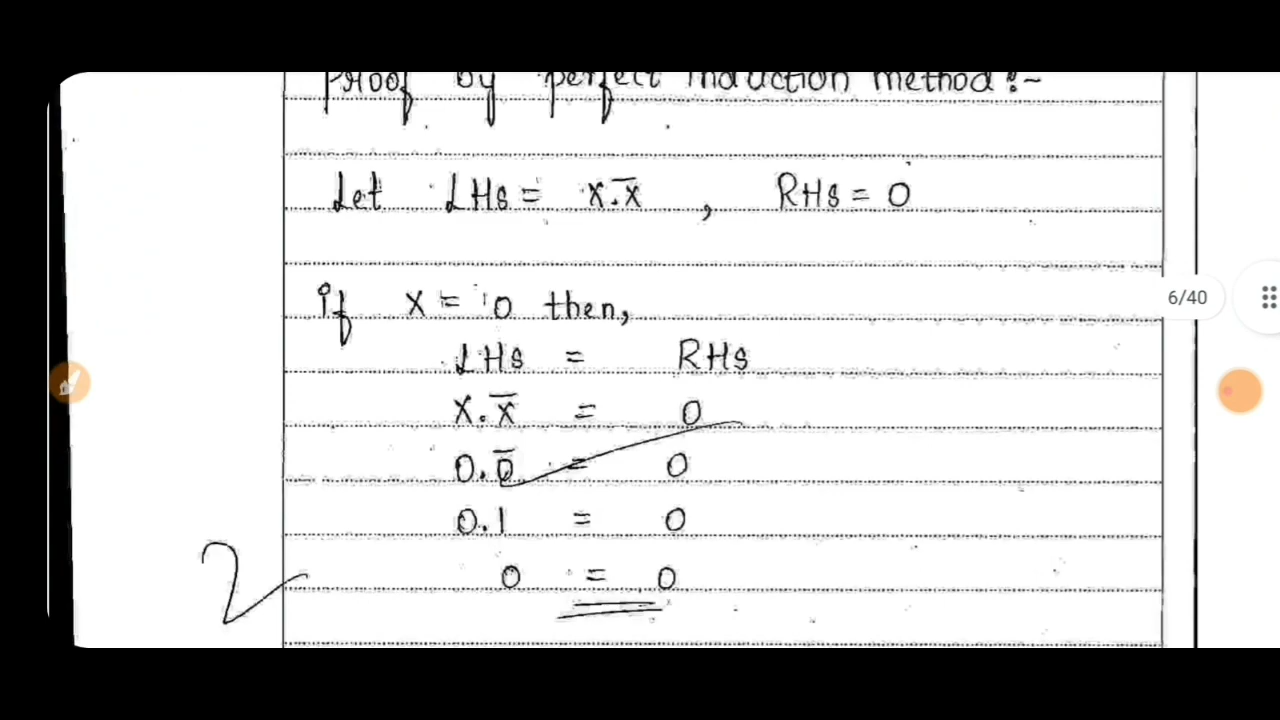 Proof by perfect induction method :-
Let LHS = x.x̅ , RHS = 0
if x = 0 then,
LHS = RHS
x.x̅ = 0
0.0̅ = 0
0.1 = 0
0 = 0
2
6/40